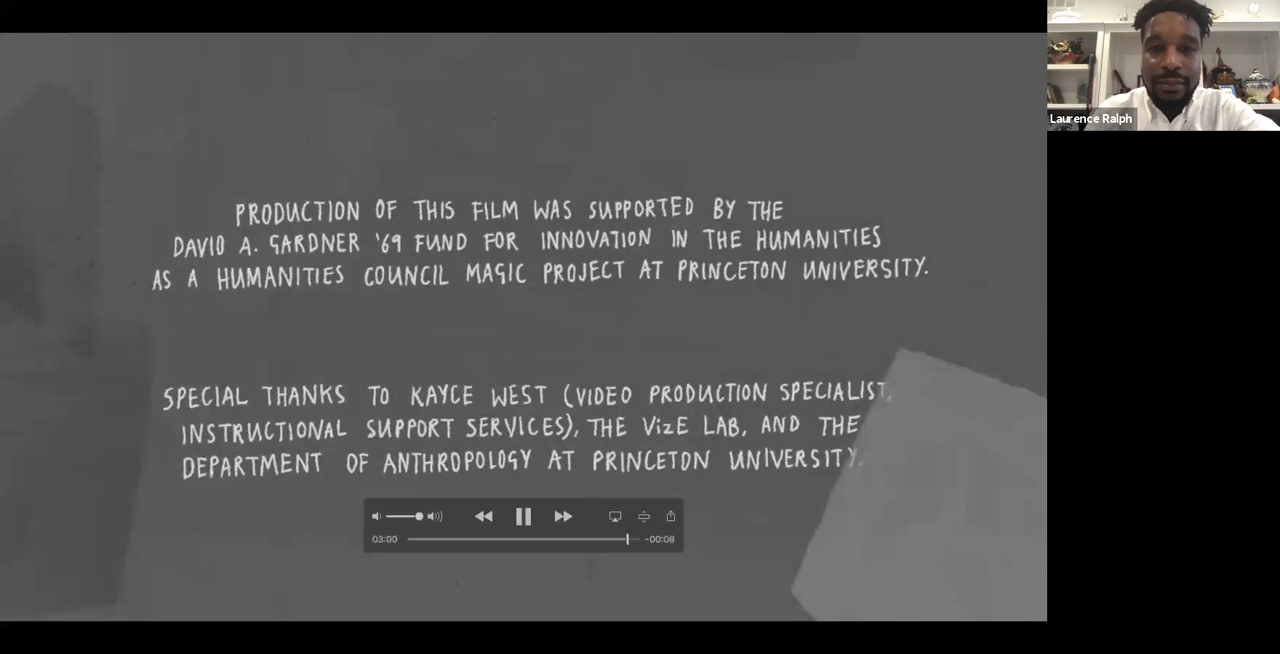 PRODUCTION OF THIS FILM WAS SUPPORTED BY THE
DAVID A. GARDNER '69 FUND FOR INNOVATION IN THE HUMANITIES
AS A HUMANITIES COUNCIL MAGIC PROJECT AT PRINCETON UNIVERSITY.
SPECIAL THANKS TO KAYCE WEST (VIDEO PRODUCTION SPECIALIST,
INSTRUCTIONAL SUPPORT SERVICES), THE VizE LAB, AND THE
DEPARTMENT OF ANTHROPOLOGY AT PRINCETON UNIVERSITY.
03:00
-00:08
Laurence Ralph